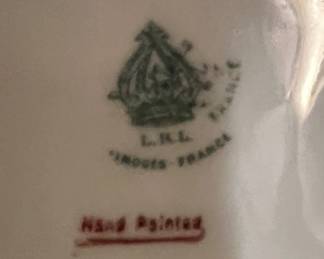 FRANCE
L.R.L.
LIMOGES-FRANCE
Hand Painted